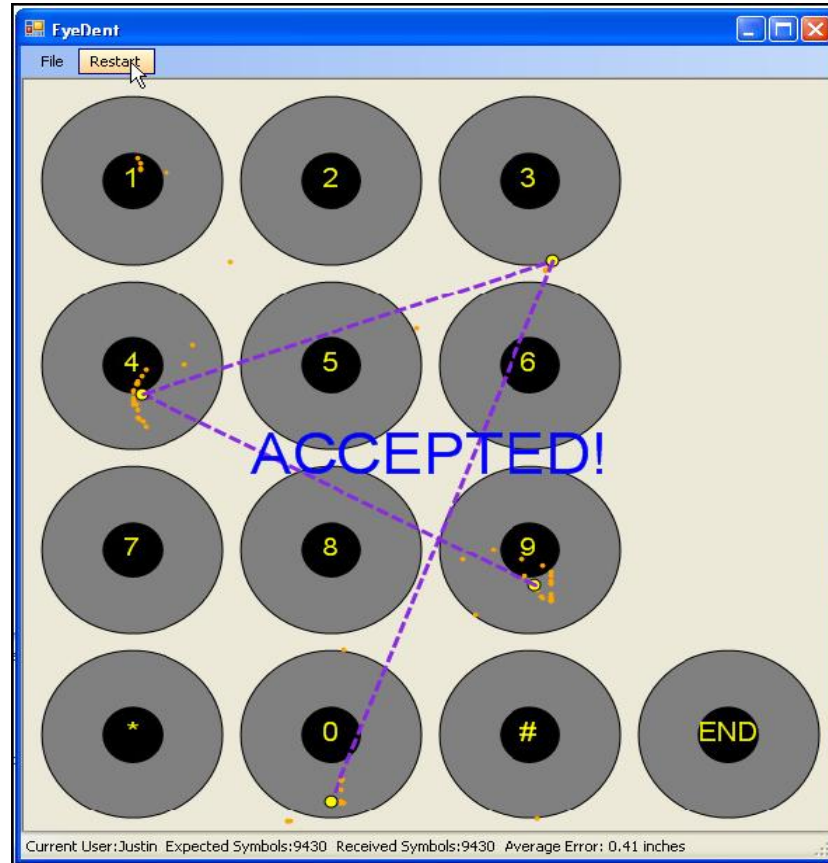 EyeDent
File Restart
1 2 3
4 5 6
ACCEPTED!
7 8 9
* 0 # END
Current User:Justin Expected Symbols:9430 Received Symbols:9430 Average Error: 0.41 inches